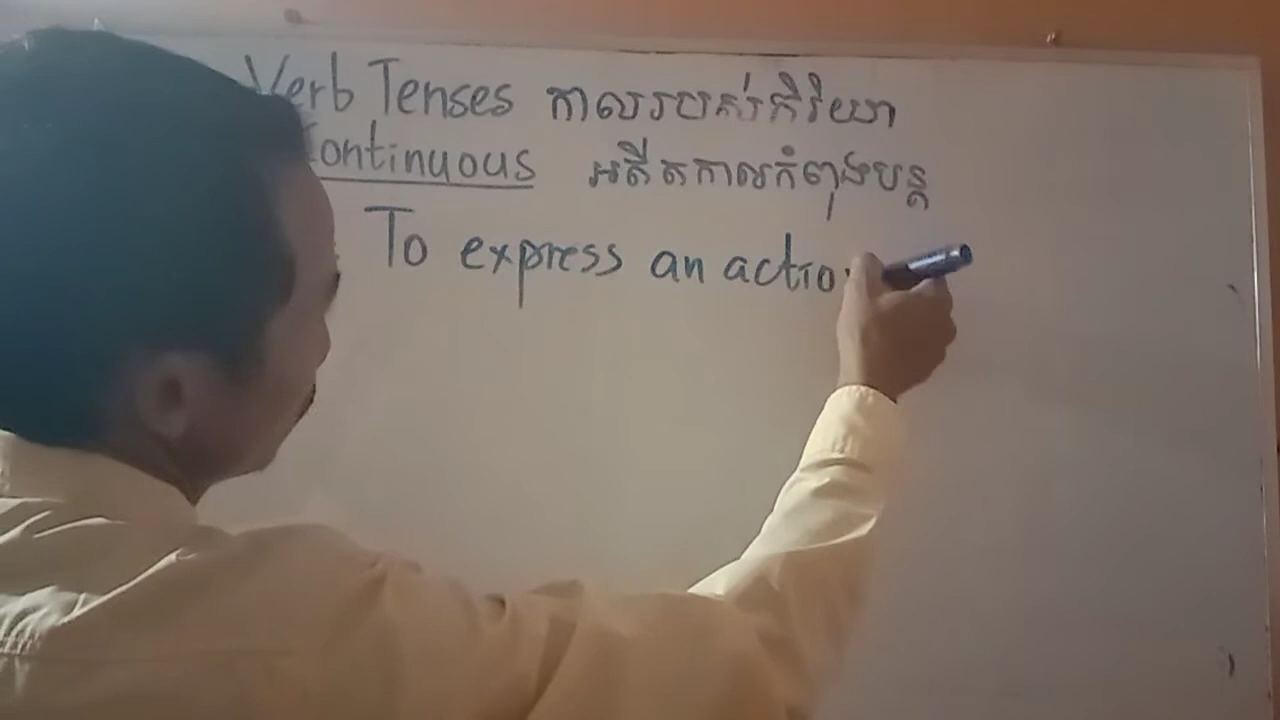 Verb Tenses កាលរបស់កិរិយា
Continuous អតីតកាលកំពុងបន្ត
To express an actio